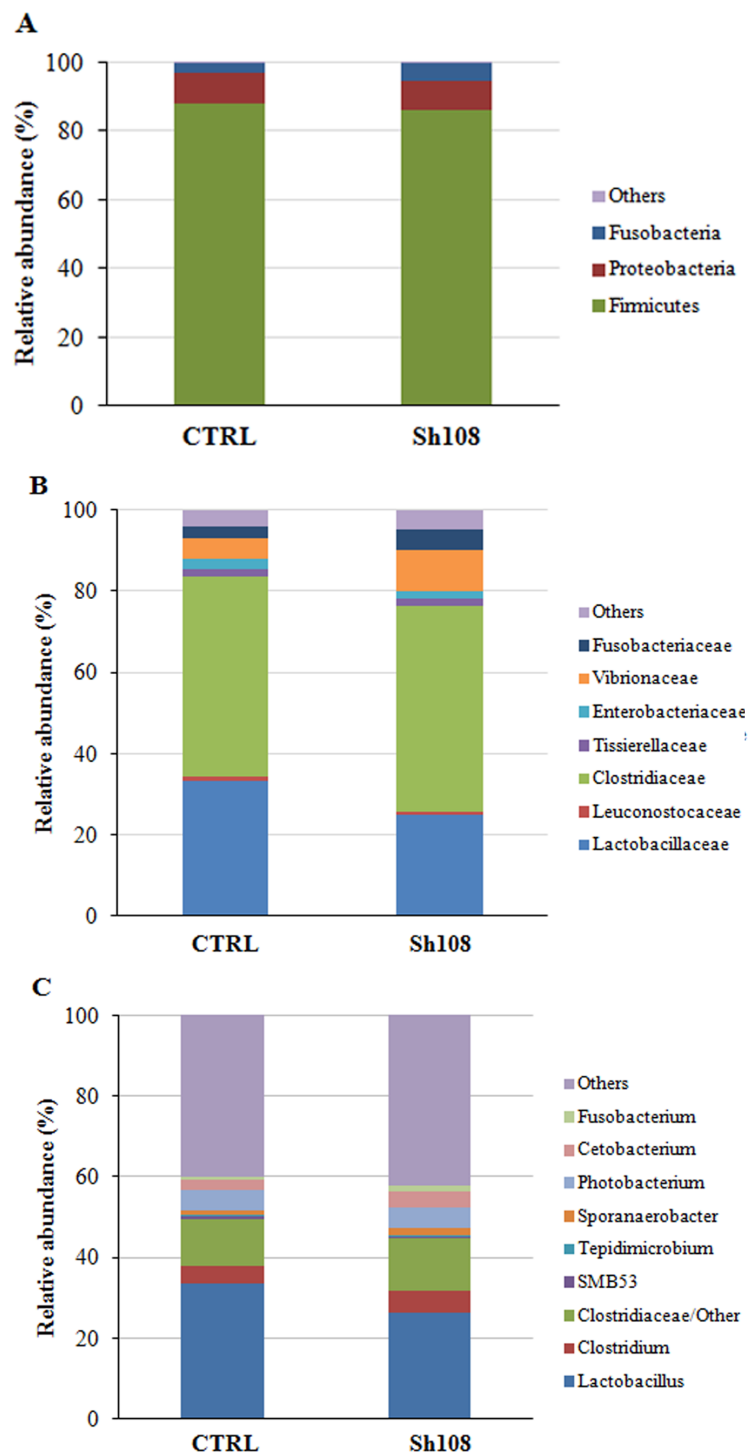 A
Relative abundance (%)
100
80
60
40
20
0
CTRL
Sh108
Others
Fusobacteria
Proteobacteria
Firmicutes
B
Relative abundance (%)
100
80
60
40
20
0
CTRL
Sh108
Others
Fusobacteriaceae
Vibrionaceae
Enterobacteriaceae
Tissierellaceae
Clostridiaceae
Leuconostocaceae
Lactobacillaceae
C
Relative abundance (%)
100
80
60
40
20
0
CTRL
Sh108
Others
Fusobacterium
Cetobacterium
Photobacterium
Sporanaerobacter
Tepidimicrobium
SMB53
Clostridiaceae/Other
Clostridium
Lactobacillus